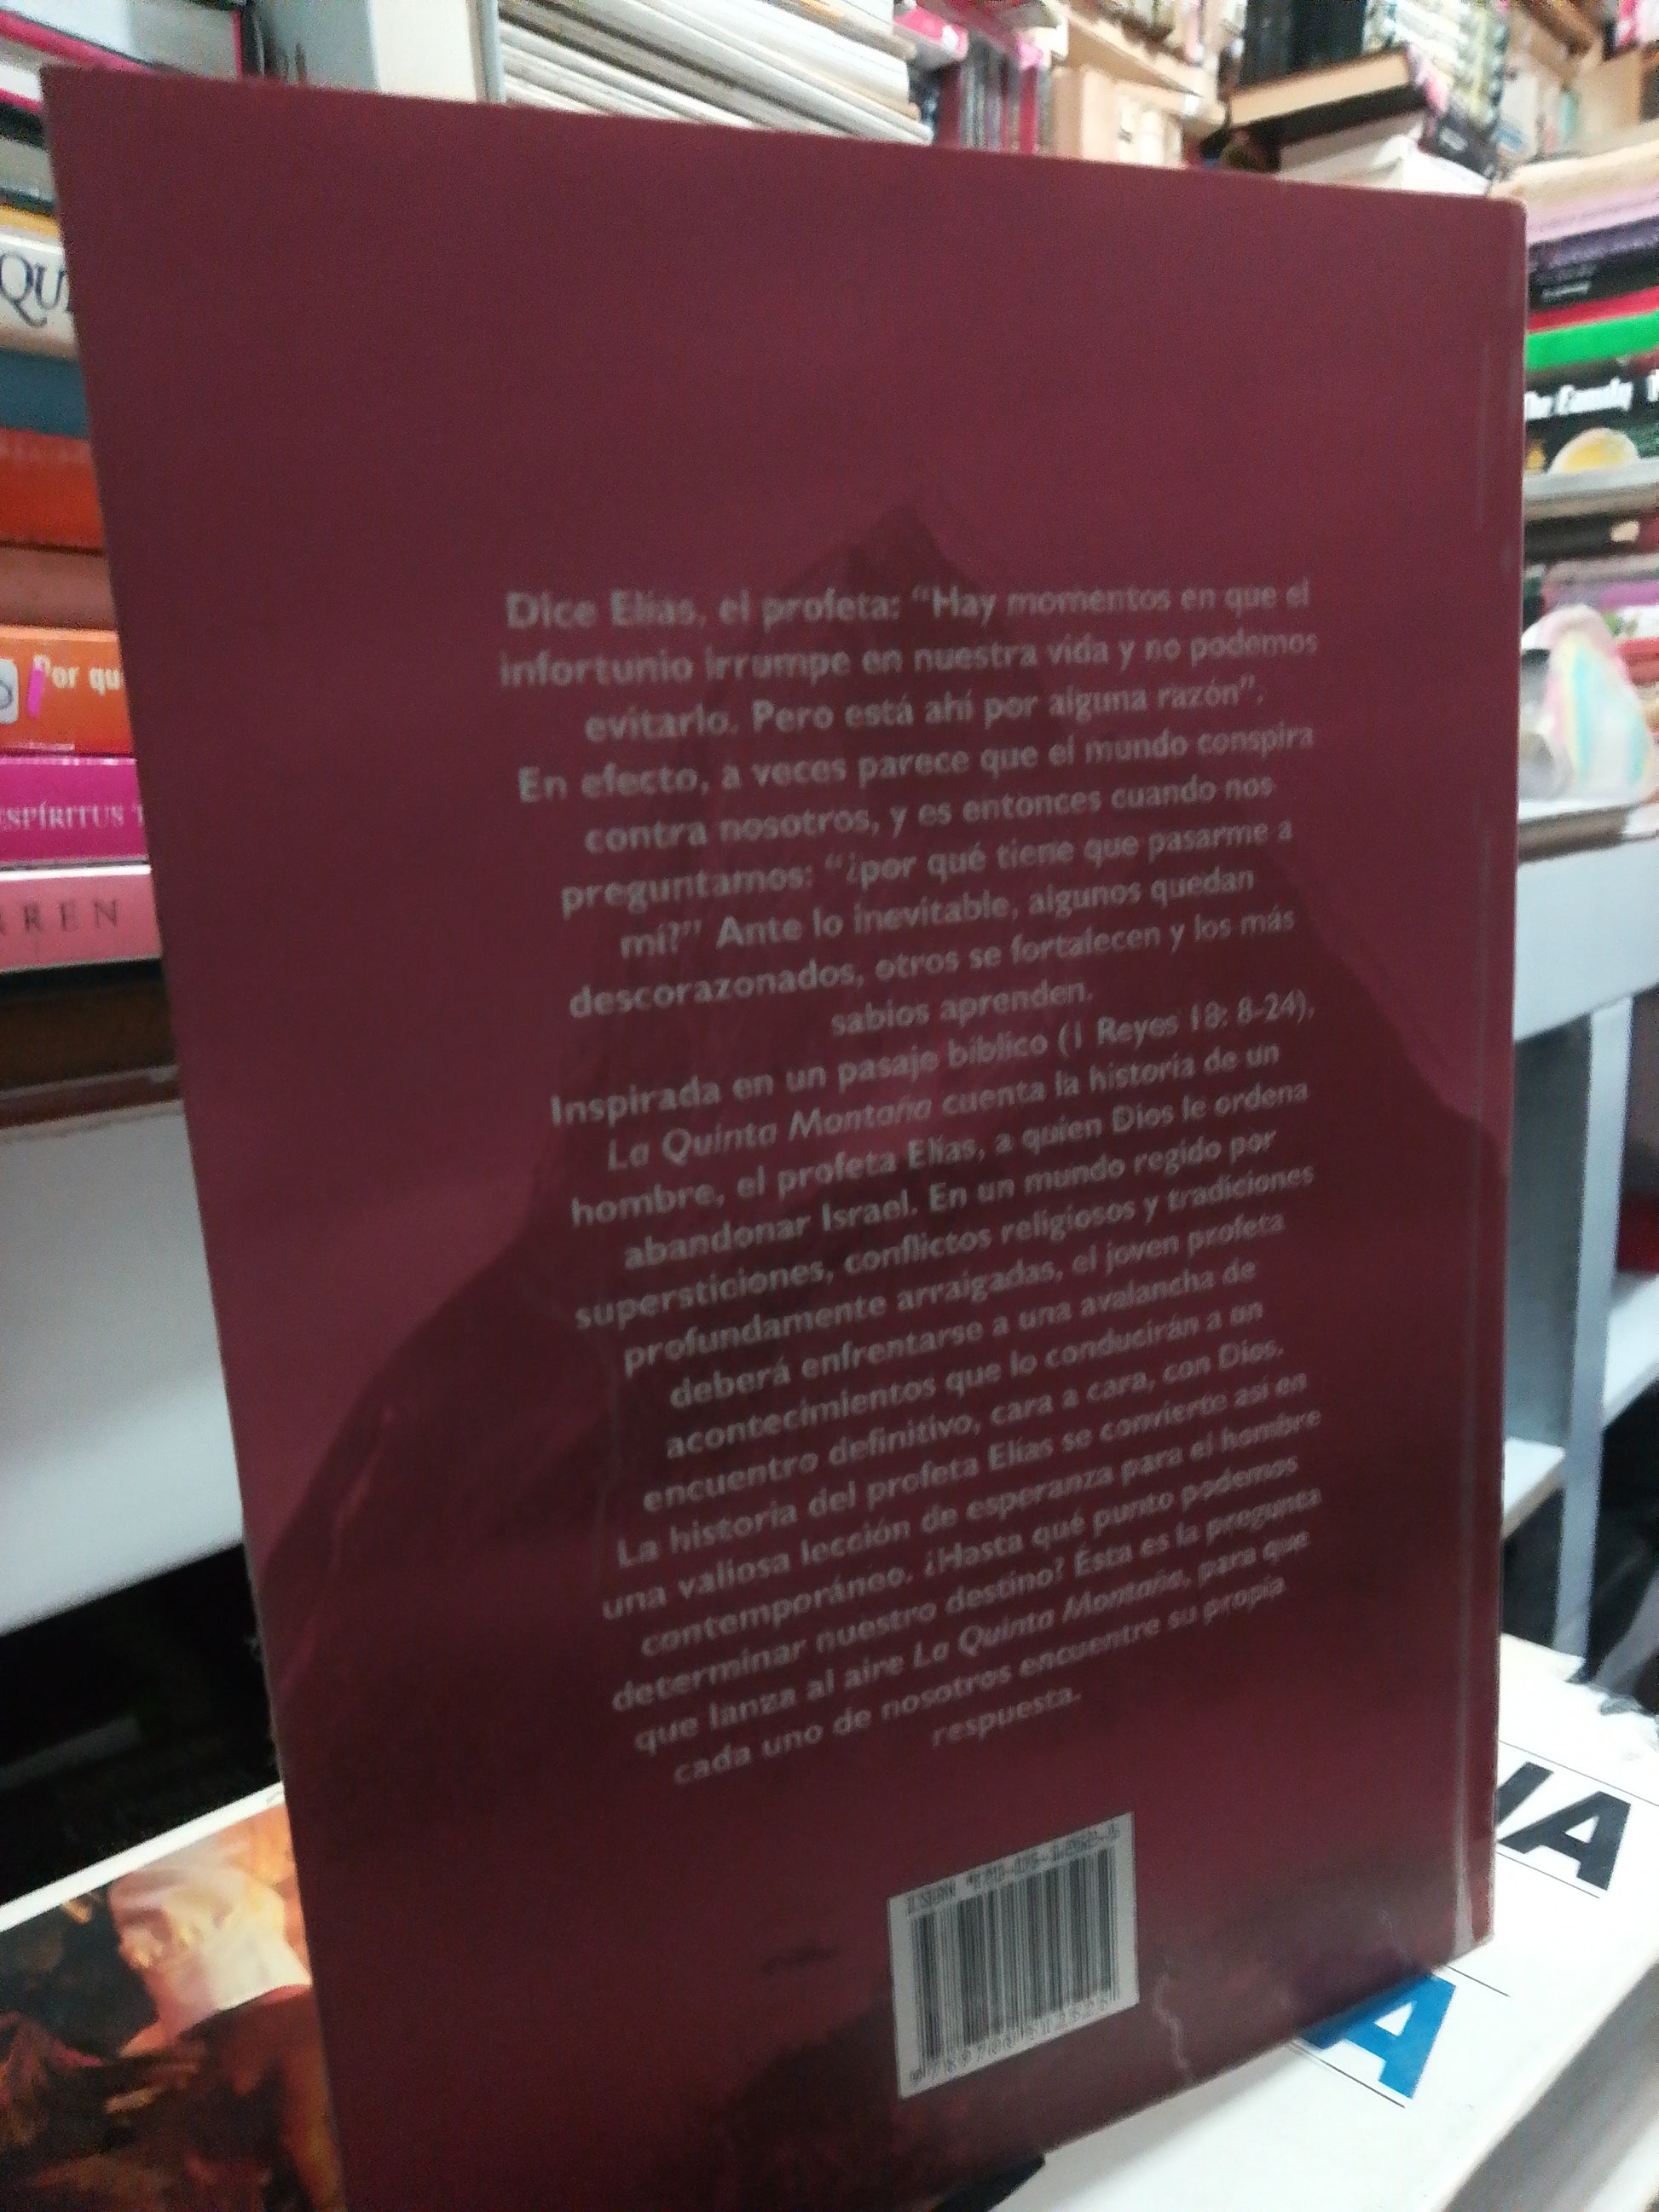 Dice Elías, el profeta: "Hay momentos en que el
infortunio irrumpe en nuestra vida y no podemos
evitarlo. Pero está ahí por alguna razón".
En efecto, a veces parece que el mundo conspira
contra nosotros, y es entonces cuando nos
preguntamos: "¿por qué tiene que pasarme a
mí?" Ante lo inevitable, algunos quedan
descorazonados, otros se fortalecen y los más
sabios aprenden.
Inspirada en un pasaje bíblico (1 Reyes 18: 8-24),
La Quinta Montaña cuenta la historia de un
hombre, el profeta Elías, a quien Dios le ordena
abandonar Israel. En un mundo regido por
supersticiones, conflictos religiosos y tradiciones
profundamente arraigadas, el joven profeta
deberá enfrentarse a una avalancha de
acontecimientos que lo conducirán a un
encuentro definitivo, cara a cara, con Dios.
La historia del profeta Elías se convierte así en
una valiosa lección de esperanza para el hombre
contemporáneo. ¿Hasta qué punto podemos
determinar nuestro destino? Esta es la pregunta
que lanza al aire La Quinta Montaña, para que
cada uno de nosotros encuentre su propia
respuesta.
ISBN
QU
Por qu
ESPÍRITUS
RREN
The Comedy
A